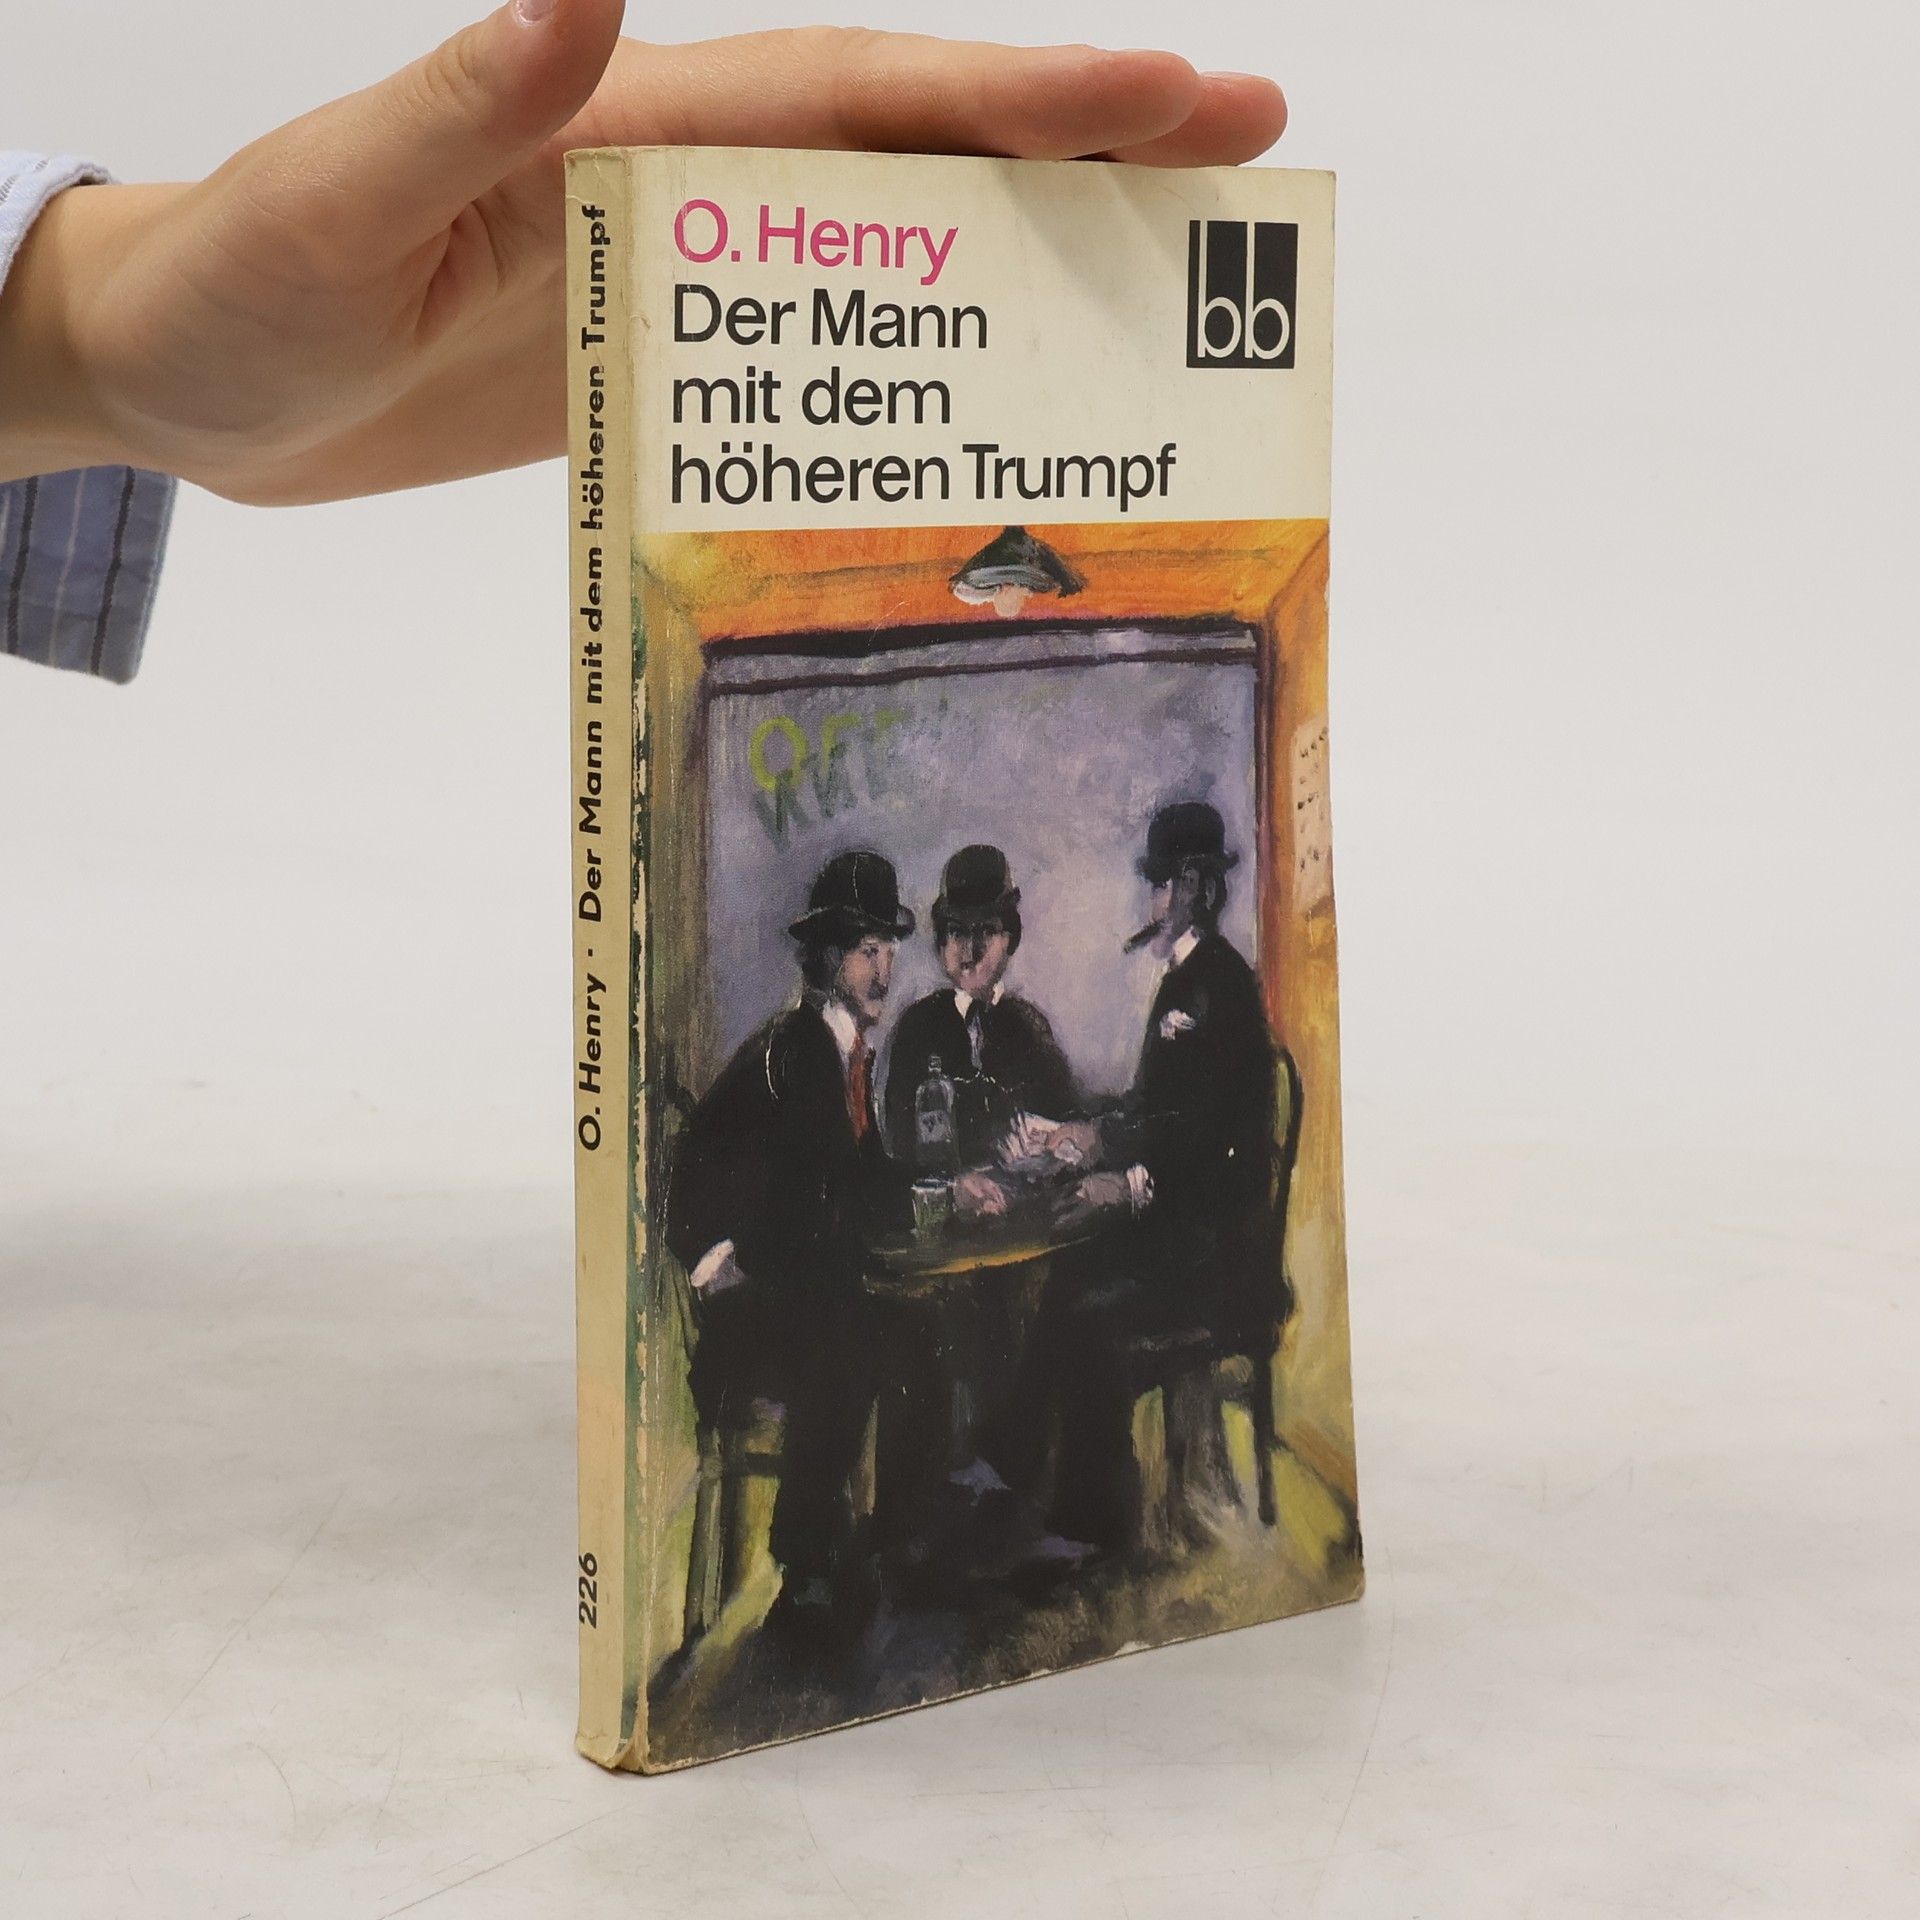 O. Henry
Der Mann
mit dem
höheren Trumpf
bb
O. Henry · Der Mann mit dem höheren Trumpf
226